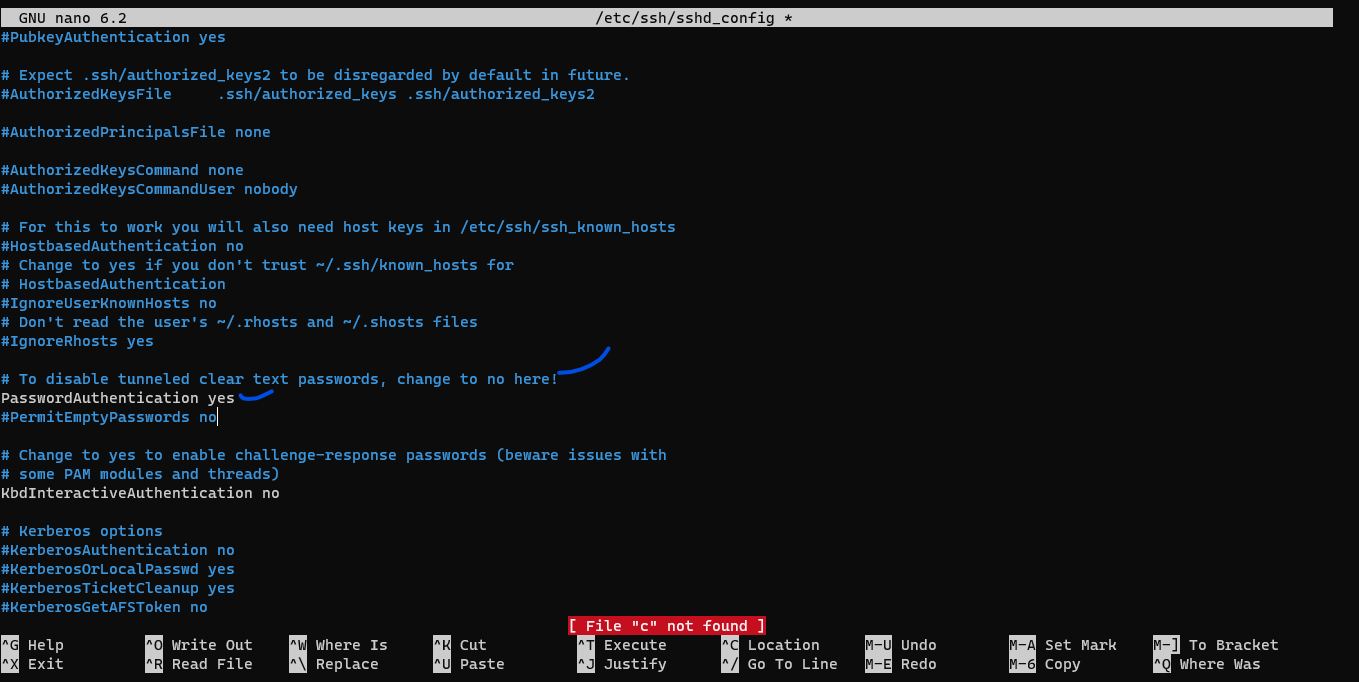 GNU nano 6.2 /etc/ssh/sshd_config *
#PubkeyAuthentication yes
# Expect .ssh/authorized_keys2 to be disregarded by default in future.
#AuthorizedKeysFile .ssh/authorized_keys .ssh/authorized_keys2
#AuthorizedPrincipalsFile none
#AuthorizedKeysCommand none
#AuthorizedKeysCommandUser nobody
# For this to work you will also need host keys in /etc/ssh/ssh_known_hosts
#HostbasedAuthentication no
# Change to yes if you don't trust ~/.ssh/known_hosts for
# HostbasedAuthentication
#IgnoreUserKnownHosts no
# Don't read the user's ~/.rhosts and ~/.shosts files
#IgnoreRhosts yes
# To disable tunneled clear text passwords, change to no here!
PasswordAuthentication yes
#PermitEmptyPasswords no
# Change to yes to enable challenge-response passwords (beware issues with
# some PAM modules and threads)
KbdInteractiveAuthentication no
# Kerberos options
#KerberosAuthentication no
#KerberosOrLocalPasswd yes
#KerberosTicketCleanup yes
#KerberosGetAFSToken no
[ File "c" not found ]
^G Help ^O Write Out ^W Where Is ^K Cut ^T Execute ^C Location M-U Undo M-A Set Mark M-] To Bracket
^X Exit ^R Read File ^\ Replace ^U Paste ^J Justify ^/ Go To Line M-E Redo M-6 Copy ^Q Where Was